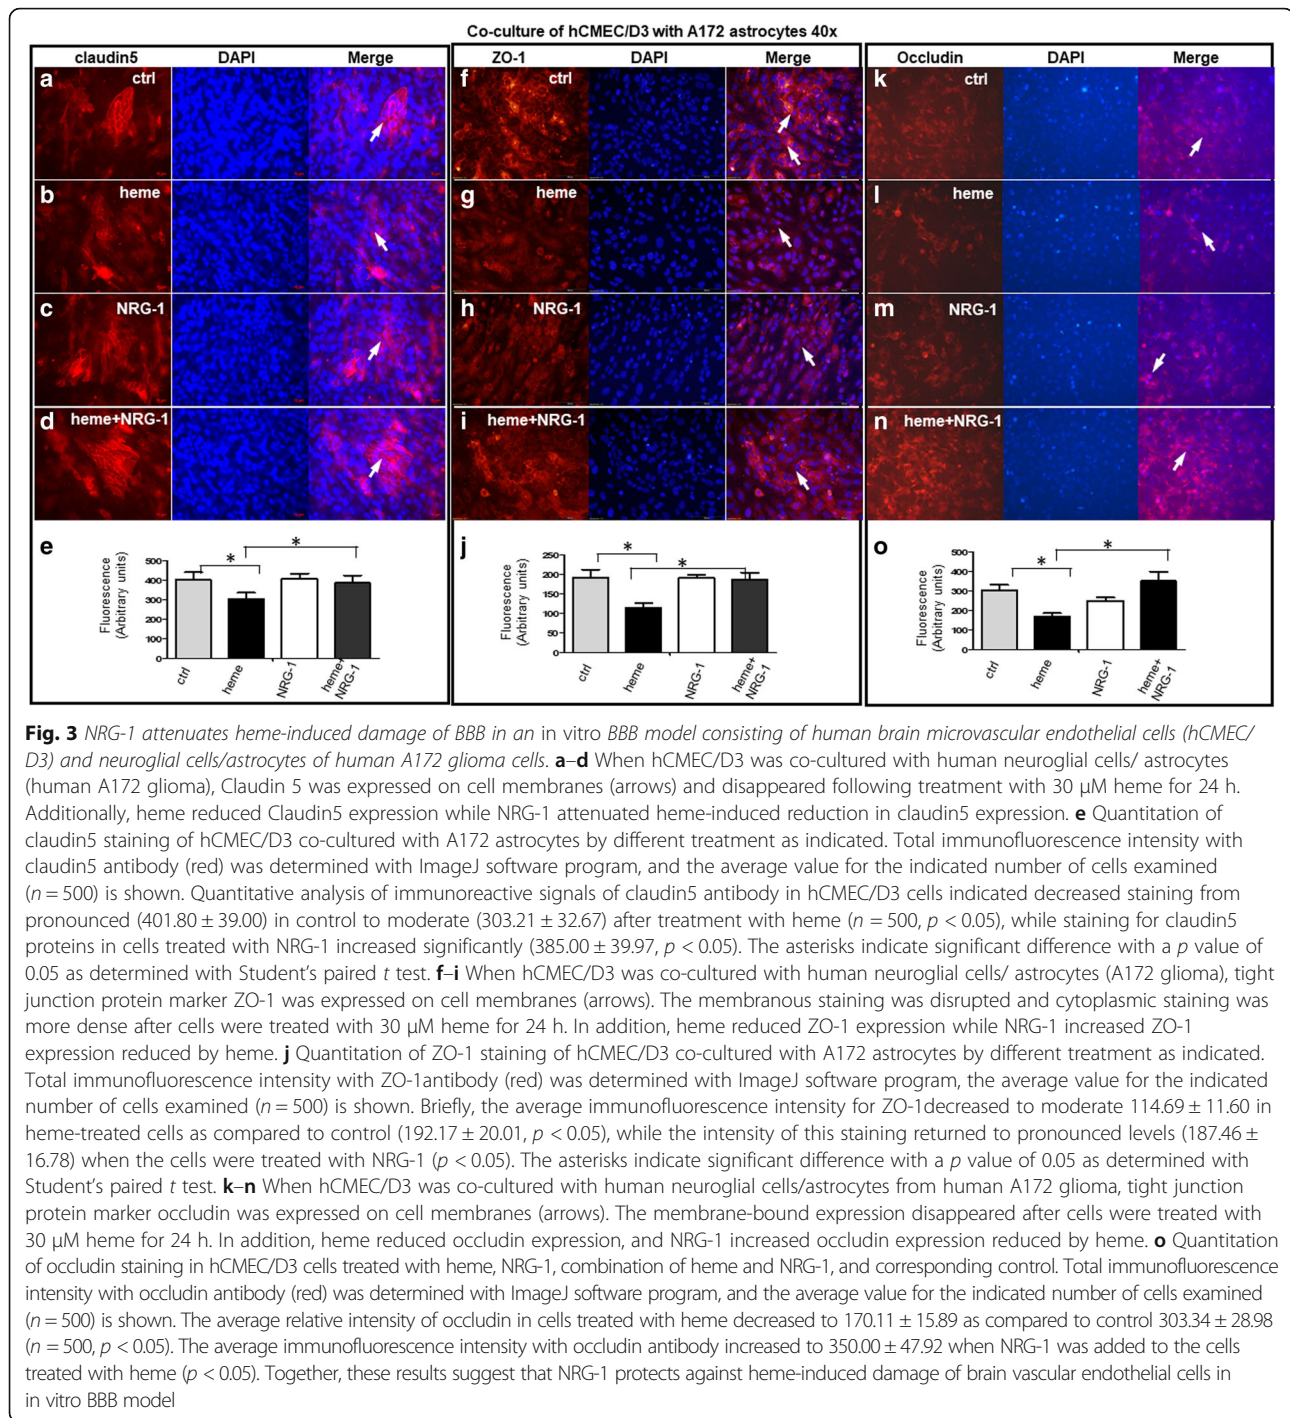 Co-culture of hCMEC/D3 with A172 astrocytes 40x
claudin5 DAPI Merge
a ctrl
b heme
c NRG-1
d heme+NRG-1
e
Fluorescence
(Arbitrary units)
500
400
300
200
100
0
* *
ctrl heme NRG-1 heme+ NRG-1
ZO-1 DAPI Merge
f ctrl
g heme
h NRG-1
i heme+NRG-1
j
Fluorescence
(Arbitrary units)
250
200
150
100
50
0
* *
ctrl heme NRG-1 heme+ NRG-1
Occludin DAPI Merge
k ctrl
l heme
m NRG-1
n heme+NRG-1
o
Fluorescence
(Arbitrary units)
500
400
300
200
100
0
* *
ctrl heme NRG-1 heme+ NRG-1
Fig. 3 NRG-1 attenuates heme-induced damage of BBB in an in vitro BBB model consisting of human brain microvascular endothelial cells (hCMEC/
D3) and neuroglial cells/astrocytes of human A172 glioma cells. a–d When hCMEC/D3 was co-cultured with human neuroglial cells/ astrocytes
(human A172 glioma), Claudin 5 was expressed on cell membranes (arrows) and disappeared following treatment with 30 μM heme for 24 h.
Additionally, heme reduced Claudin5 expression while NRG-1 attenuated heme-induced reduction in claudin5 expression. e Quantitation of
claudin5 staining of hCMEC/D3 co-cultured with A172 astrocytes by different treatment as indicated. Total immunofluorescence intensity with
claudin5 antibody (red) was determined with ImageJ software program, and the average value for the indicated number of cells examined
(n = 500) is shown. Quantitative analysis of immunoreactive signals of claudin5 antibody in hCMEC/D3 cells indicated decreased staining from
pronounced (401.80 ± 39.00) in control to moderate (303.21 ± 32.67) after treatment with heme (n = 500, p < 0.05), while staining for claudin5
proteins in cells treated with NRG-1 increased significantly (385.00 ± 39.97, p < 0.05). The asterisks indicate significant difference with a p value of
0.05 as determined with Student's paired t test. f–i When hCMEC/D3 was co-cultured with human neuroglial cells/ astrocytes (A172 glioma), tight
junction protein marker ZO-1 was expressed on cell membranes (arrows). The membranous staining was disrupted and cytoplasmic staining was
more dense after cells were treated with 30 μM heme for 24 h. In addition, heme reduced ZO-1 expression while NRG-1 increased ZO-1
expression reduced by heme. j Quantitation of ZO-1 staining of hCMEC/D3 co-cultured with A172 astrocytes by different treatment as indicated.
Total immunofluorescence intensity with ZO-1antibody (red) was determined with ImageJ software program, the average value for the indicated
number of cells examined (n = 500) is shown. Briefly, the average immunofluorescence intensity for ZO-1decreased to moderate 114.69 ± 11.60 in
heme-treated cells as compared to control (192.17 ± 20.01, p < 0.05), while the intensity of this staining returned to pronounced levels (187.46 ±
16.78) when the cells were treated with NRG-1 (p < 0.05). The asterisks indicate significant difference with a p value of 0.05 as determined with
Student's paired t test. k–n When hCMEC/D3 was co-cultured with human neuroglial cells/astrocytes from human A172 glioma, tight junction
protein marker occludin was expressed on cell membranes (arrows). The membrane-bound expression disappeared after cells were treated with
30 μM heme for 24 h. In addition, heme reduced occludin expression, and NRG-1 increased occludin expression reduced by heme. o Quantitation
of occludin staining in hCMEC/D3 cells treated with heme, NRG-1, combination of heme and NRG-1, and corresponding control. Total immunofluorescence
intensity with occludin antibody (red) was determined with ImageJ software program, and the average value for the indicated number of cells examined
(n = 500) is shown. The average relative intensity of occludin in cells treated with heme decreased to 170.11 ± 15.89 as compared to control 303.34 ± 28.98
(n = 500, p < 0.05). The average immunofluorescence intensity with occludin antibody increased to 350.00 ± 47.92 when NRG-1 was added to the cells
treated with heme (p < 0.05). Together, these results suggest that NRG-1 protects against heme-induced damage of brain vascular endothelial cells in
in vitro BBB model